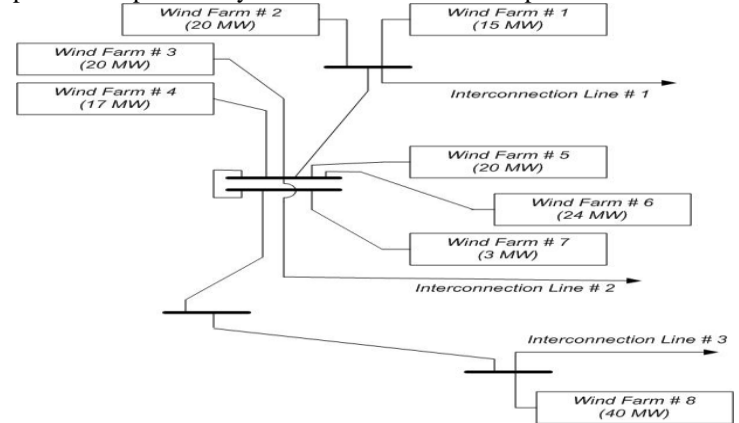 Wind Farm # 2
(20 MW)
Wind Farm # 1
(15 MW)
Wind Farm # 3
(20 MW)
Wind Farm # 4
(17 MW)
Interconnection Line # 1
Wind Farm # 5
(20 MW)
Wind Farm # 6
(24 MW)
Wind Farm # 7
(3 MW)
Interconnection Line # 2
Interconnection Line # 3
Wind Farm # 8
(40 MW)